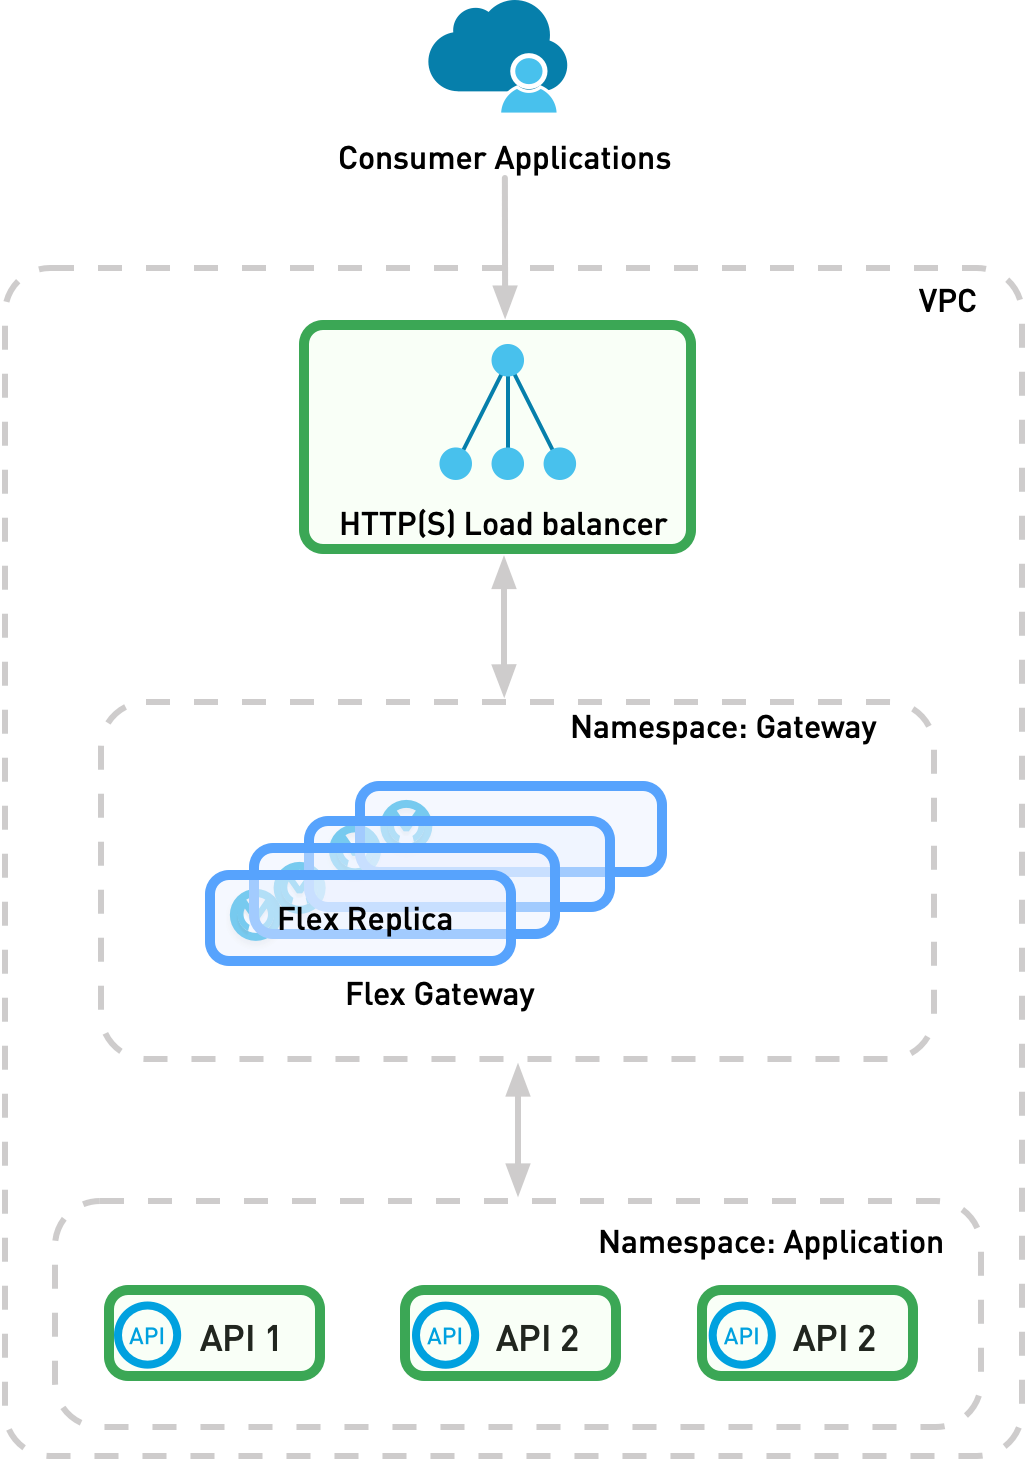 Consumer Applications
VPC
HTTP(S) Load balancer
Namespace: Gateway
Flex Replica
Flex Gateway
Namespace: Application
API API 1
API API 2
API API 2